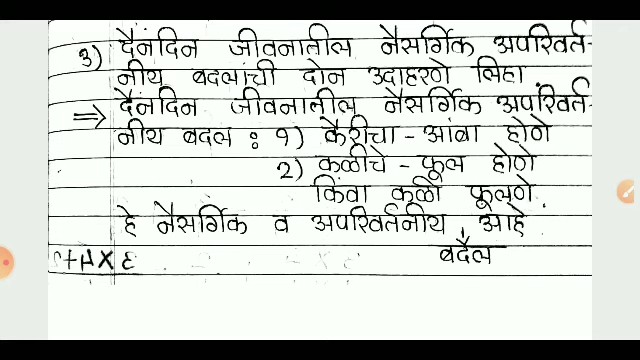 3) दैनंदिन जीवनातील नैसर्गिक अपरिवर्त-
नीय बदलांची दोन उदाहरणे लिहा.
⇒ दैनंदिन जीवनातील नैसर्गिक अपरिवर्त-
नीय बदल : १) कैरीचा - आंबा होणे
2) कळीचे - फूल होणे
किंवा कळी फूलणे.
हे नैसर्गिक व अपरिवर्तनीय आहे
बदल